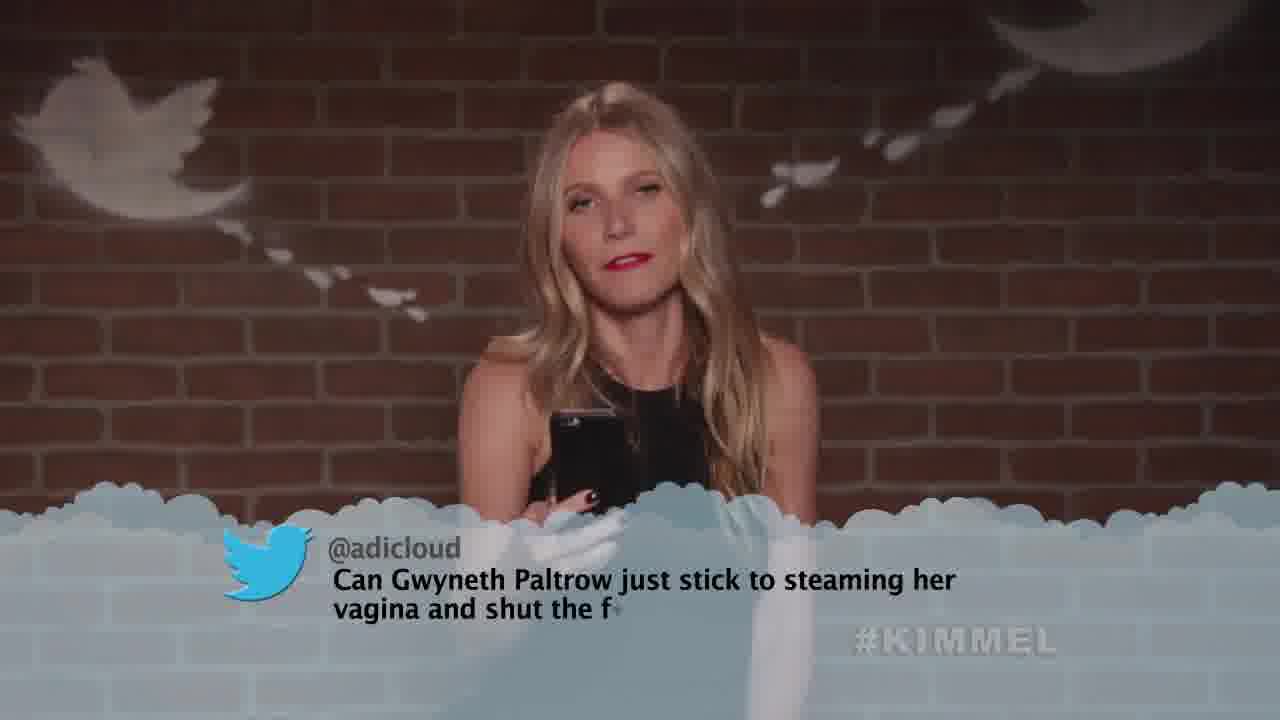 @adicloud
Can Gwyneth Paltrow just stick to steaming her
vagina and shut the f
#KIMMEL